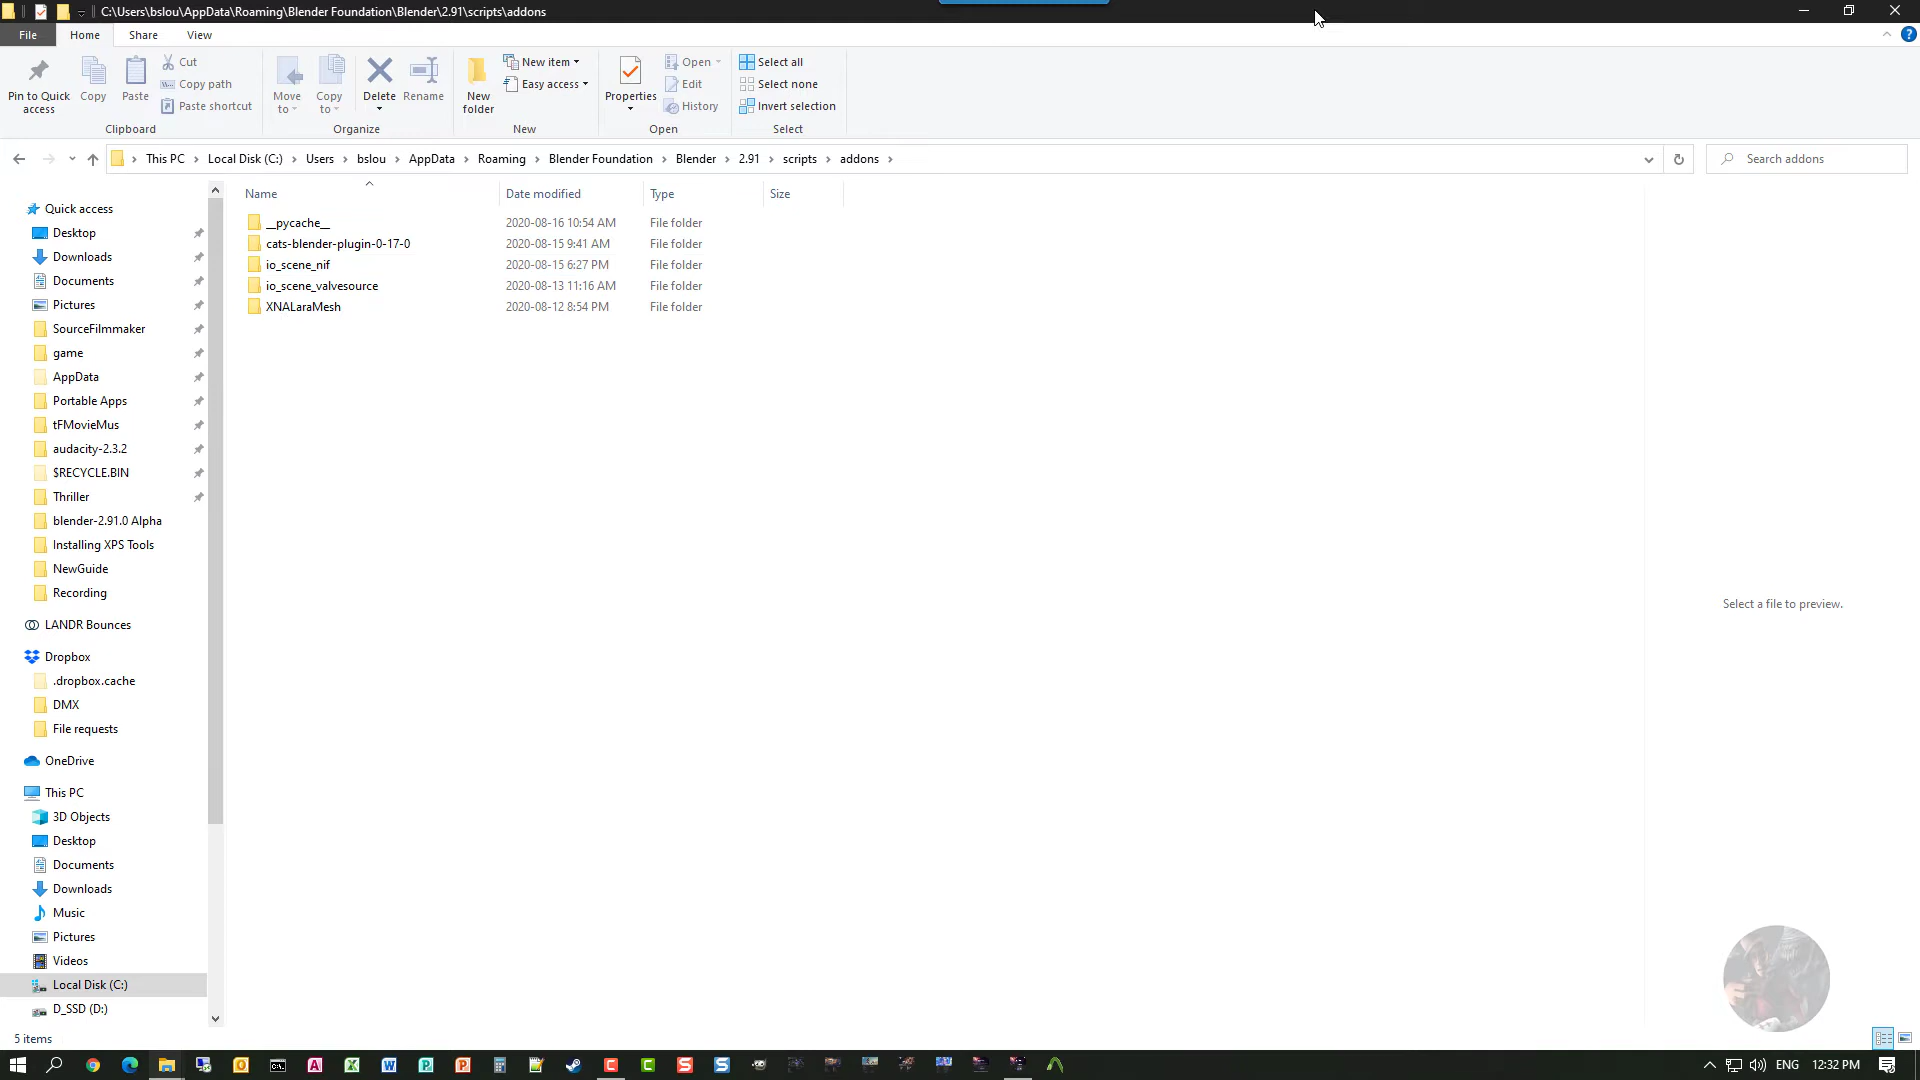 C:\Users\bslou\AppData\Roaming\Blender Foundation\Blender\2.91\scripts\addons
File Home Share View
Pin to Quick access
Copy
Paste
Cut
Copy path
Paste shortcut
Clipboard
Move to
Copy to
Delete
Rename
Organize
New folder
New item
Easy access
New
Properties
Open
Edit
History
Open
Select all
Select none
Invert selection
Select
This PC > Local Disk (C:) > Users > bslou > AppData > Roaming > Blender Foundation > Blender > 2.91 > scripts > addons >
Search addons
Name Date modified Type Size
__pycache__ 2020-08-16 10:54 AM File folder
cats-blender-plugin-0-17-0 2020-08-15 9:41 AM File folder
io_scene_nif 2020-08-15 6:27 PM File folder
io_scene_valvesource 2020-08-13 11:16 AM File folder
XNALaraMesh 2020-08-12 8:54 PM File folder
Quick access
Desktop
Downloads
Documents
Pictures
SourceFilmmaker
game
AppData
Portable Apps
tFMovieMus
audacity-2.3.2
$RECYCLE.BIN
Thriller
blender-2.91.0 Alpha
Installing XPS Tools
NewGuide
Recording
LANDR Bounces
Dropbox
.dropbox.cache
DMX
File requests
OneDrive
This PC
3D Objects
Desktop
Documents
Downloads
Music
Pictures
Videos
Local Disk (C:)
D_SSD (D:)
Select a file to preview.
5 items
ENG 12:32 PM